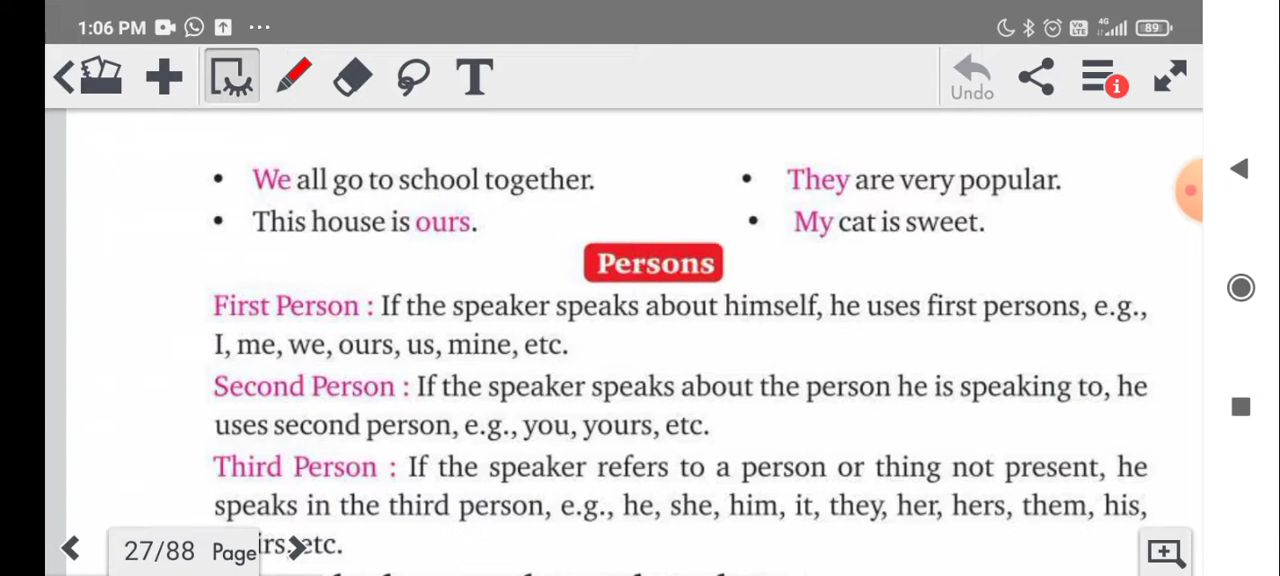 1:06 PM ... 4G 89
T Undo i
• We all go to school together. • They are very popular.
• This house is ours. • My cat is sweet.
Persons
First Person : If the speaker speaks about himself, he uses first persons, e.g.,
I, me, we, ours, us, mine, etc.
Second Person : If the speaker speaks about the person he is speaking to, he
uses second person, e.g., you, yours, etc.
Third Person : If the speaker refers to a person or thing not present, he
speaks in the third person, e.g., he, she, him, it, they, her, hers, them, his,
etc.
27/88 Page